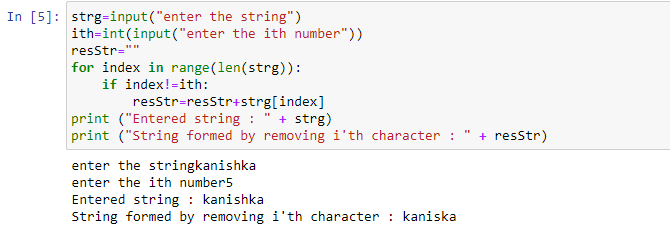 In [5]: strg=input("enter the string")
ith=int(input("enter the ith number"))
resStr=""
for index in range(len(strg)):
    if index!=ith:
        resStr=resStr+strg[index]
print ("Entered string : " + strg)
print ("String formed by removing i'th character : " + resStr)
enter the stringkanishka
enter the ith number5
Entered string : kanishka
String formed by removing i'th character : kaniska